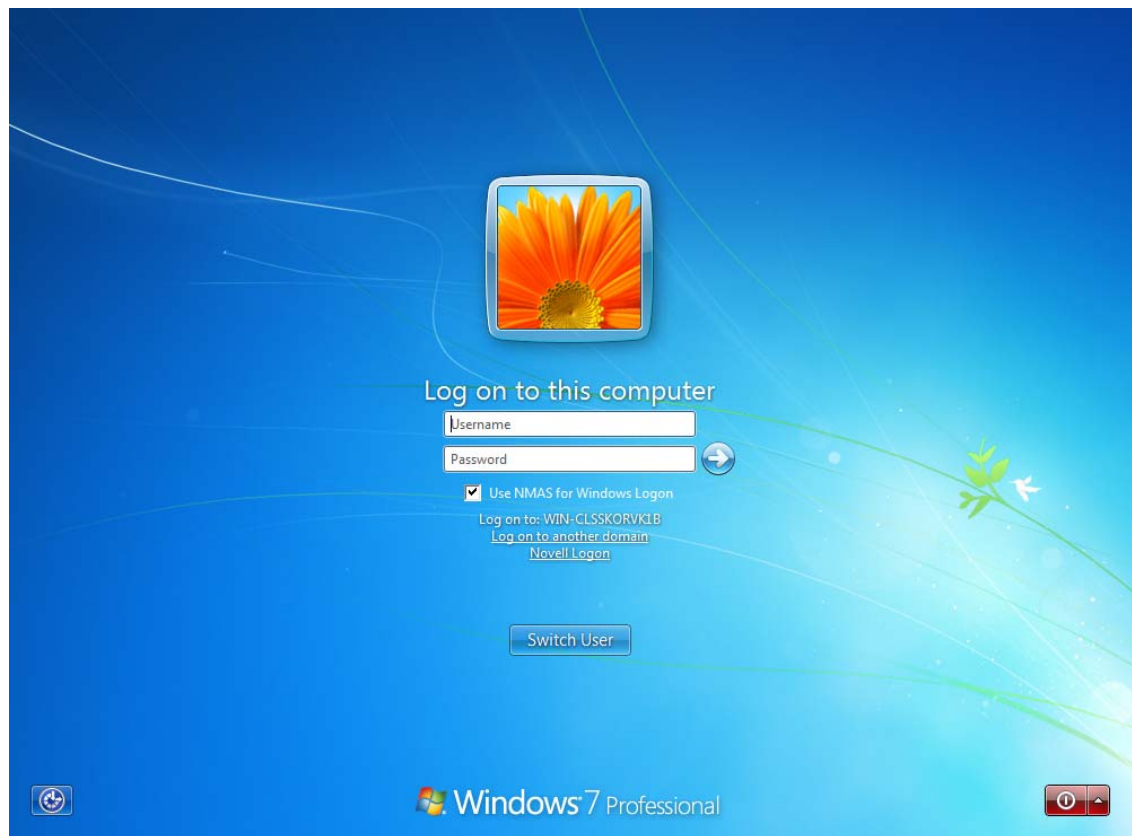 Log on to this computer
Username
Password
Use NMAS for Windows Logon
Log on to: WIN-CLSSKORVK1B
Log on to another domain
Novell Logon
Switch User
Windows 7 Professional